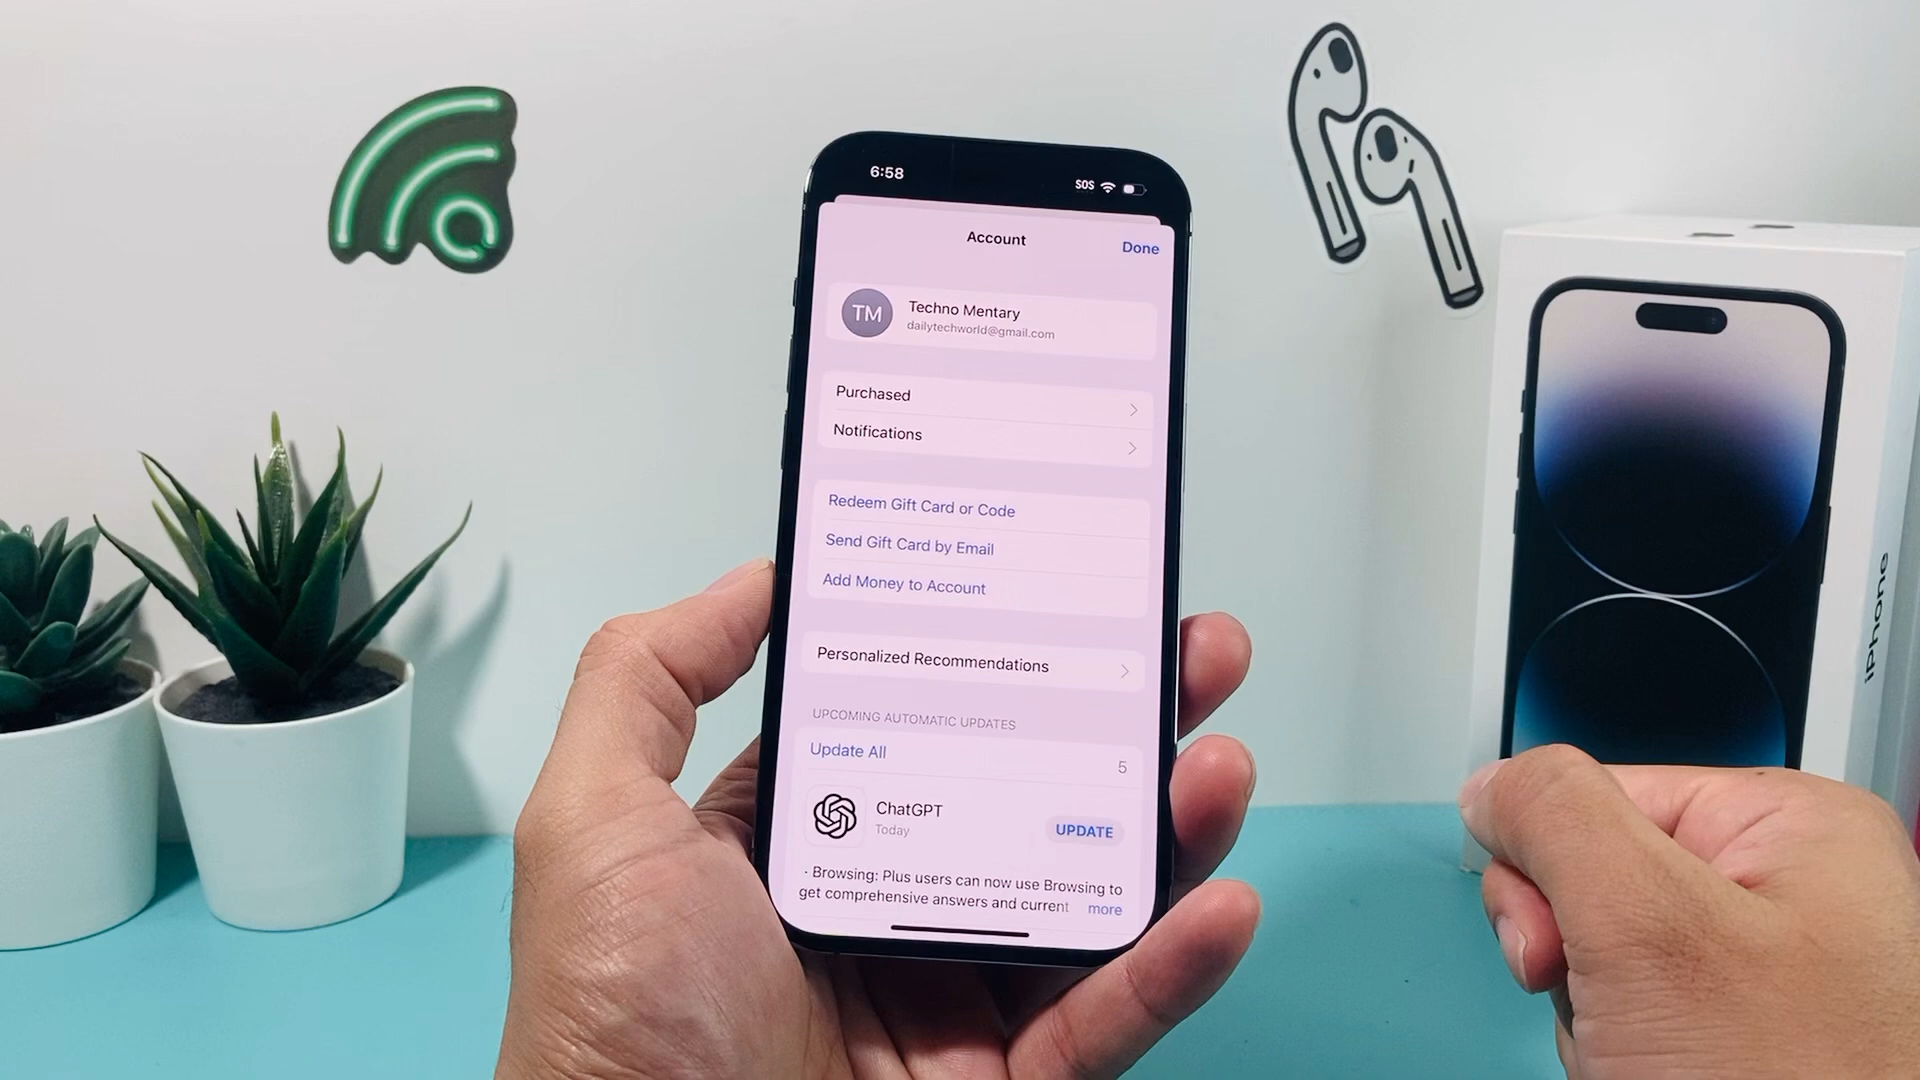 6:58
SOS
Account
Done
TM
Techno Mentary
dailytechworld@gmail.com
Purchased
Notifications
Redeem Gift Card or Code
Send Gift Card by Email
Add Money to Account
Personalized Recommendations
UPCOMING AUTOMATIC UPDATES
Update All
5
ChatGPT
Today
UPDATE
· Browsing: Plus users can now use Browsing to
get comprehensive answers and current more
iPhone